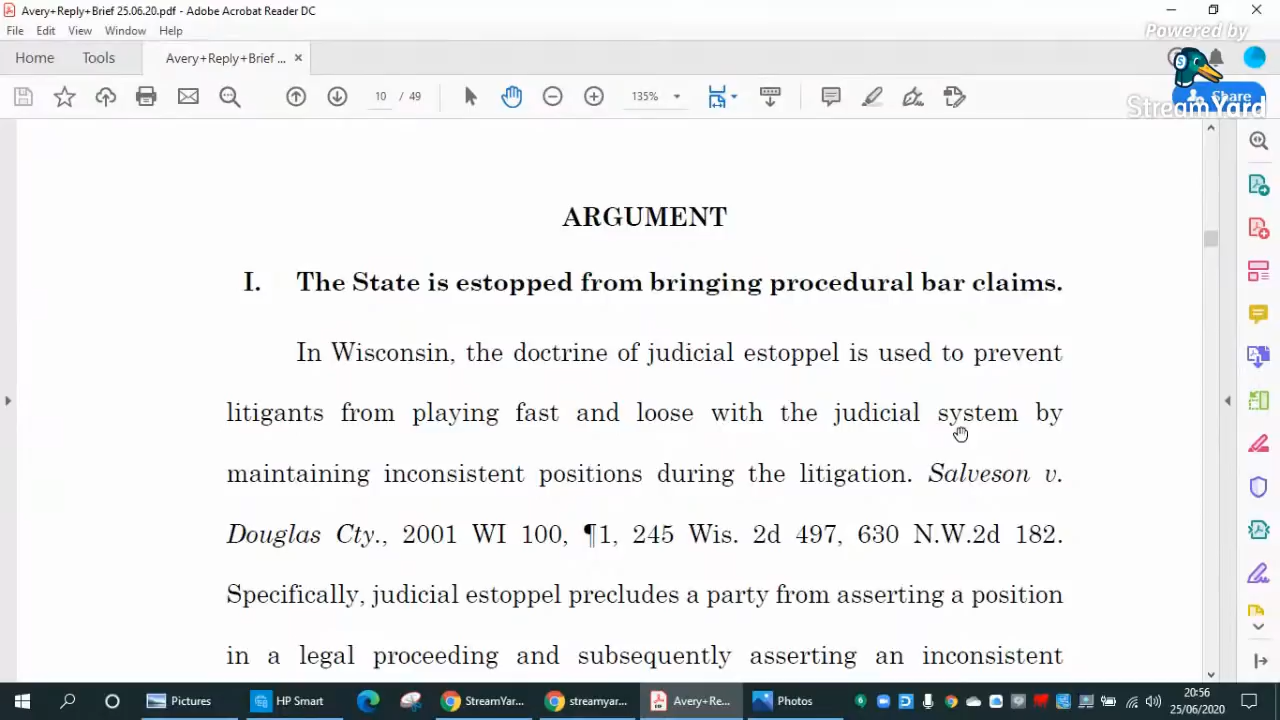 Avery+Reply+Brief 25.06.20.pdf - Adobe Acrobat Reader DC
File Edit View Window Help
Powered by
StreamYard
Home Tools Avery+Reply+Brief ... ×
10 / 49 135% Share
ARGUMENT
I. The State is estopped from bringing procedural bar claims.
In Wisconsin, the doctrine of judicial estoppel is used to prevent
litigants from playing fast and loose with the judicial system by
maintaining inconsistent positions during the litigation. Salveson v.
Douglas Cty., 2001 WI 100, ¶1, 245 Wis. 2d 497, 630 N.W.2d 182.
Specifically, judicial estoppel precludes a party from asserting a position
in a legal proceeding and subsequently asserting an inconsistent
Pictures HP Smart StreamYar... streamyar... Avery+Re... Photos 20:56
25/06/2020